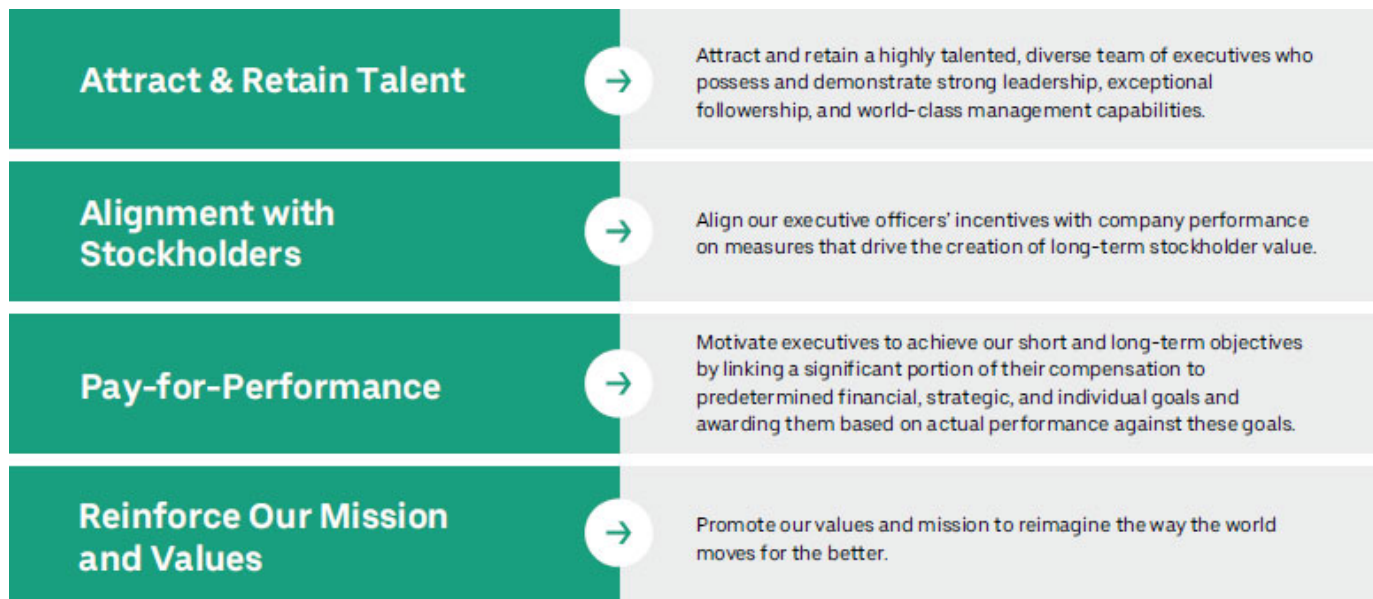 Attract & Retain Talent
Attract and retain a highly talented, diverse team of executives who
possess and demonstrate strong leadership, exceptional
followership, and world-class management capabilities.
Alignment with
Stockholders
Align our executive officers’ incentives with company performance
on measures that drive the creation of long-term stockholder value.
Pay-for-Performance
Motivate executives to achieve our short and long-term objectives
by linking a significant portion of their compensation to
predetermined financial, strategic, and individual goals and
awarding them based on actual performance against these goals.
Reinforce Our Mission
and Values
Promote our values and mission to reimagine the way the world
moves for the better.